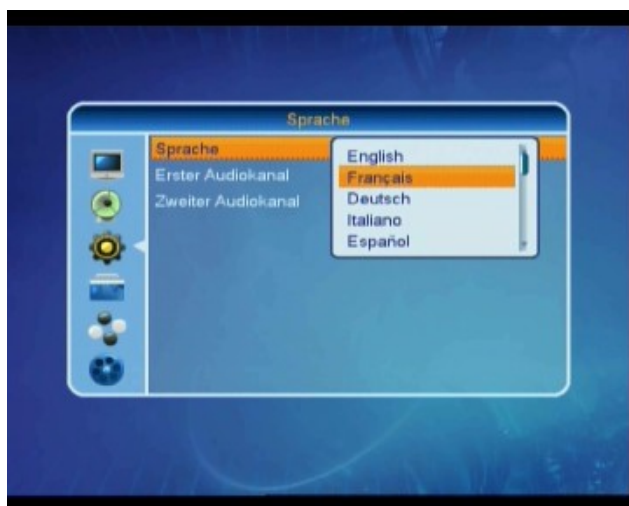 Sprache
Sprache
Erster Audiokanal
Zweiter Audiokanal
English
Français
Deutsch
Italiano
Español